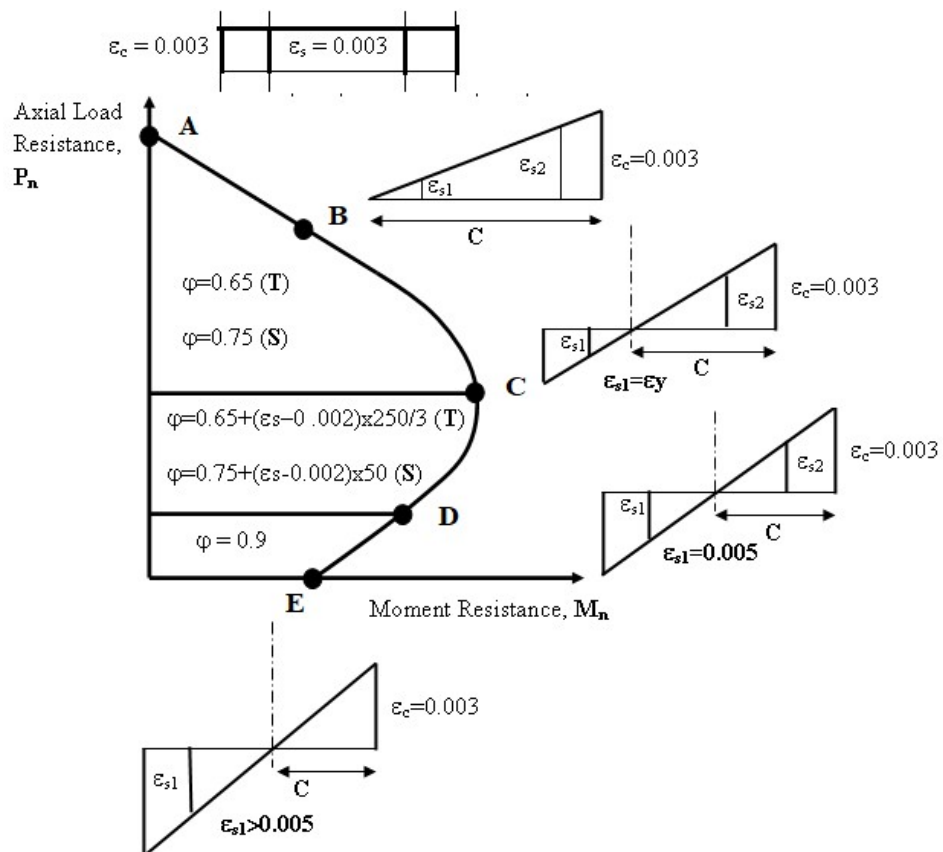 εc = 0.003 εs = 0.003
Axial Load
Resistance,
Pn
A
B
εs1
εs2
εc=0.003
C
φ=0.65 (T)
φ=0.75 (S)
εs1
εs2
εc=0.003
C
εs1=εy
C
φ=0.65+(εs–0 .002)x250/3 (T)
φ=0.75+(εs-0.002)x50 (S)
εs1
εs2
εc=0.003
C
εs1=0.005
D
φ = 0.9
E
Moment Resistance, Mn
εs1
εc=0.003
C
εs1>0.005